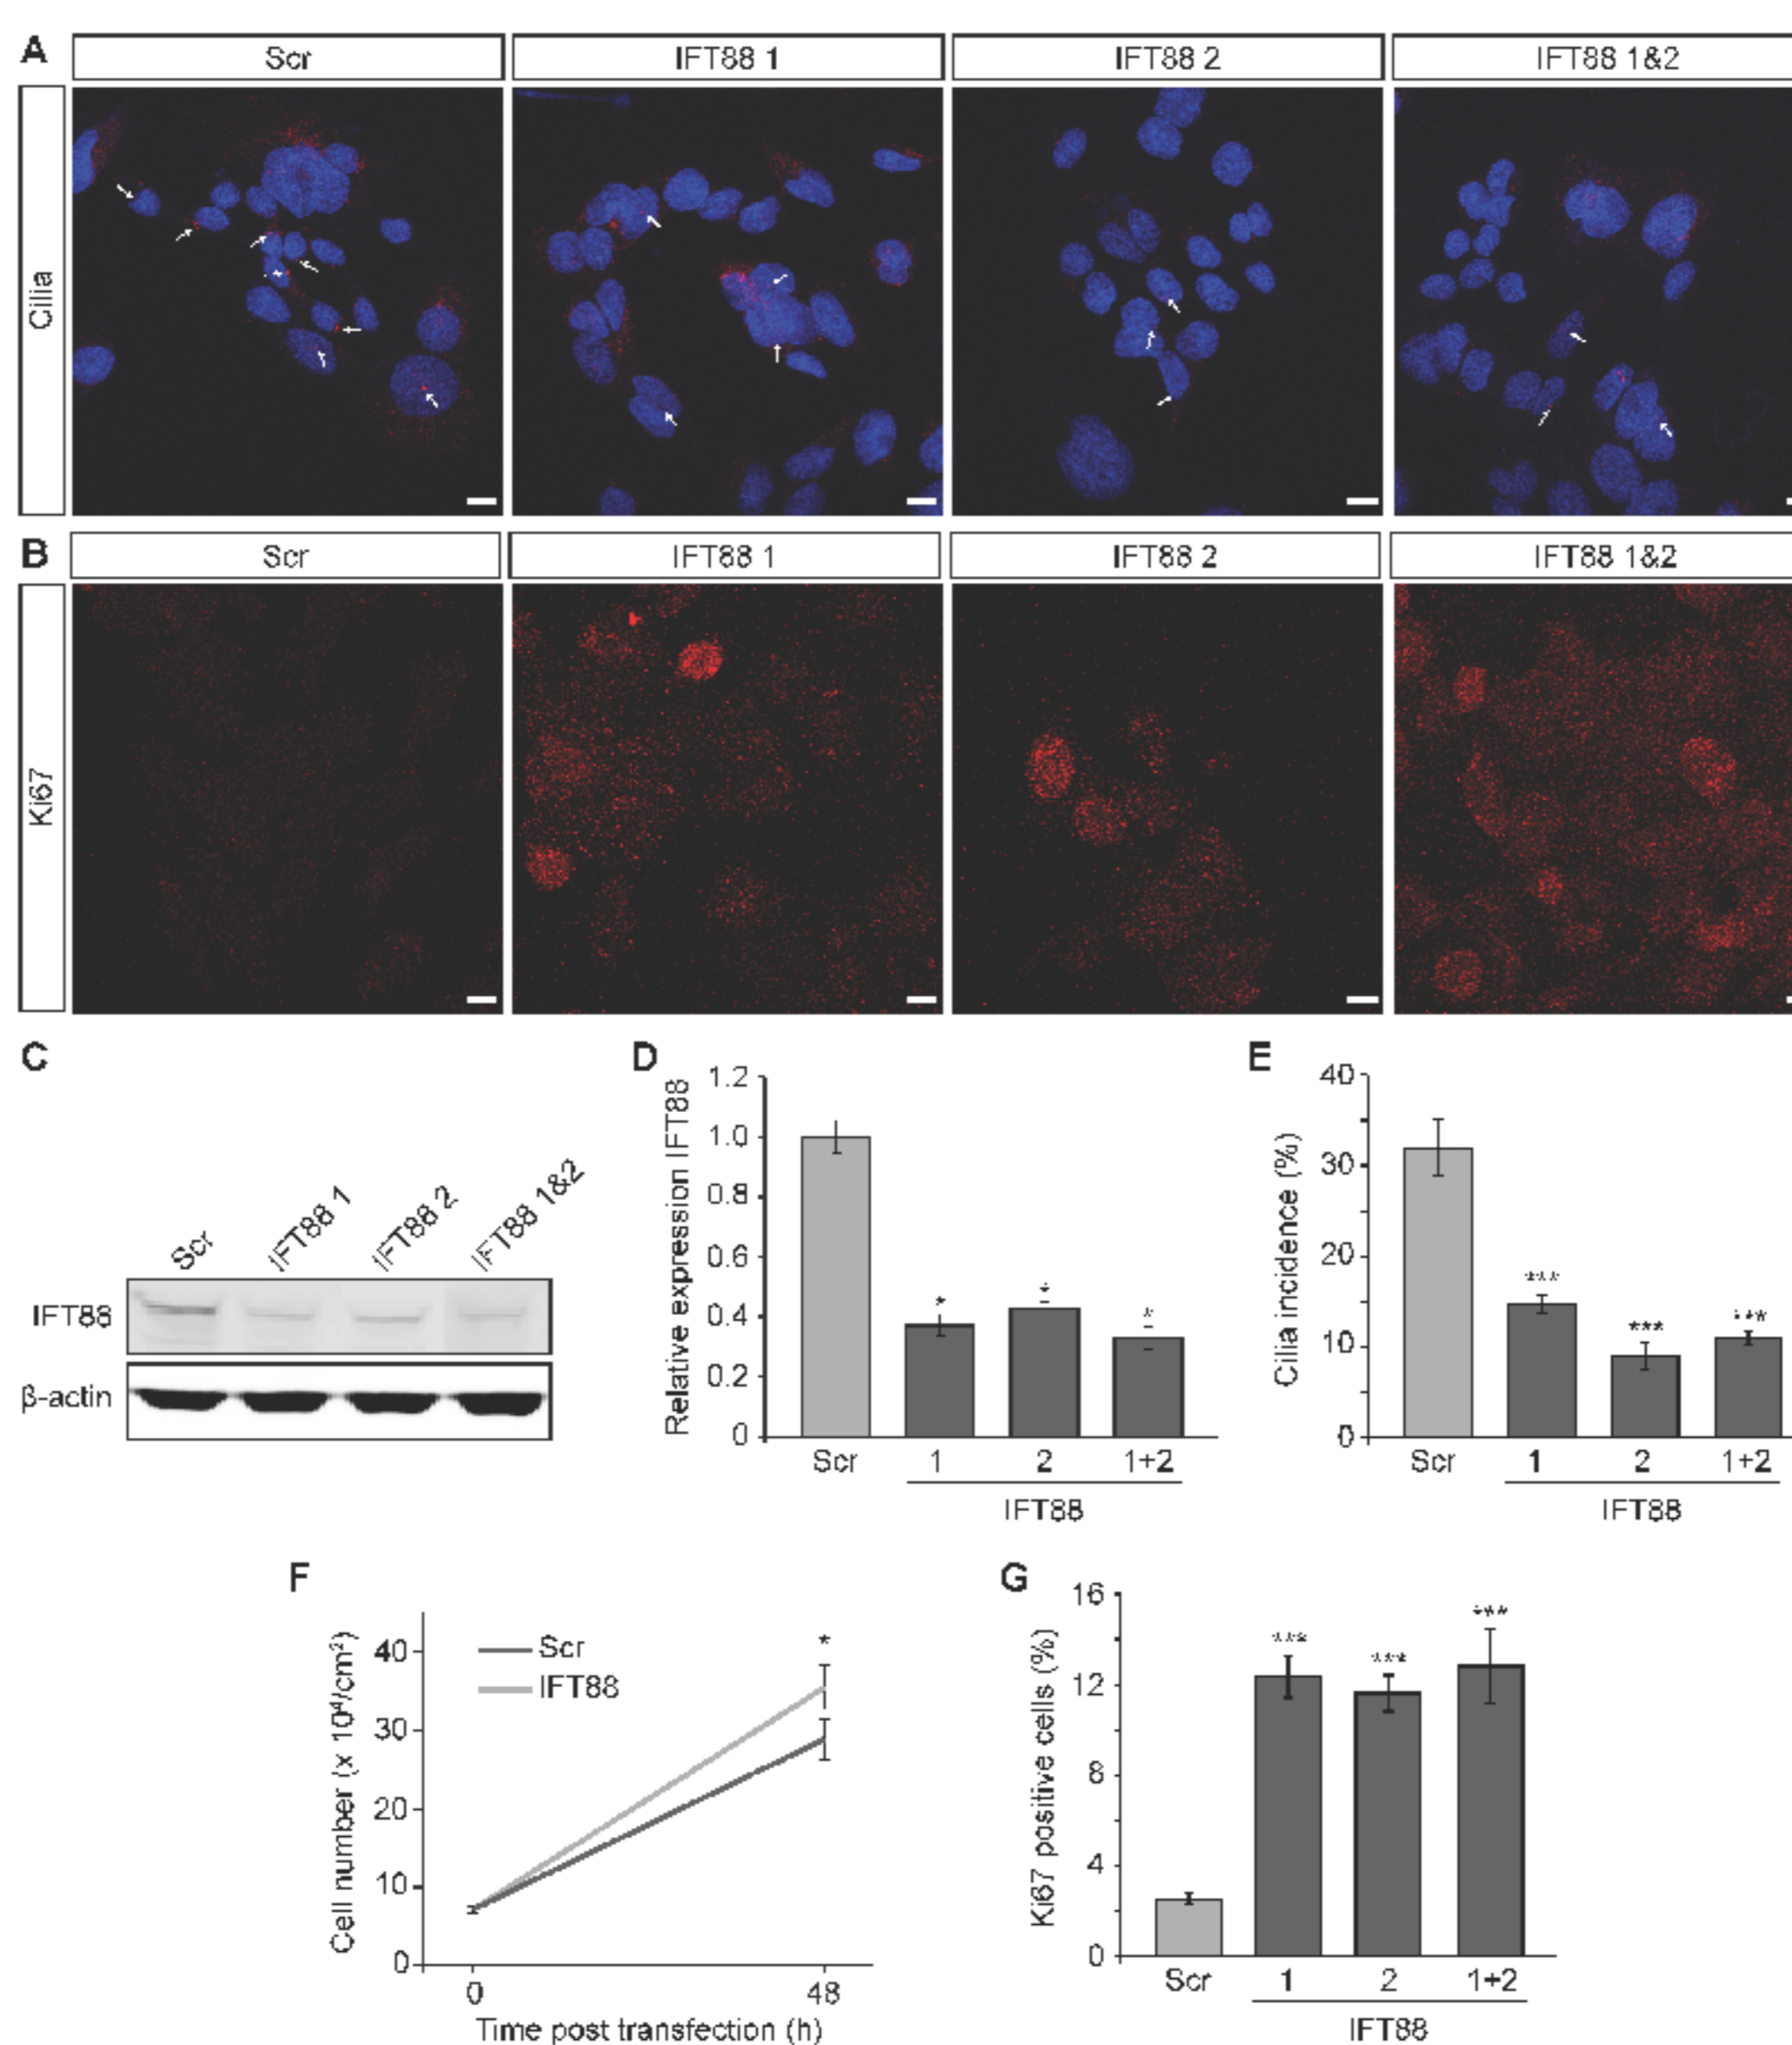 A
Scr IFT88 1 IFT88 2 IFT88 1&2
Cilia
B
Scr IFT88 1 IFT88 2 IFT88 1&2
Ki67
C
Scr IFT88 1 IFT88 2 IFT88 1&2
IFT88
β-actin
D
Relative expression IFT88
1.2
1.0
0.8
0.6
0.4
0.2
0
* * *
Scr 1 2 1+2
IFT88
E
Cilia incidence (%)
40
30
20
10
0
*** *** ***
Scr 1 2 1+2
IFT88
F
Cell number (x 10⁴/cm²)
40
30
20
10
0
Scr
IFT88
*
0 48
Time post transfection (h)
G
Ki67 positive cells (%)
16
12
8
4
0
*** *** ***
Scr 1 2 1+2
IFT88